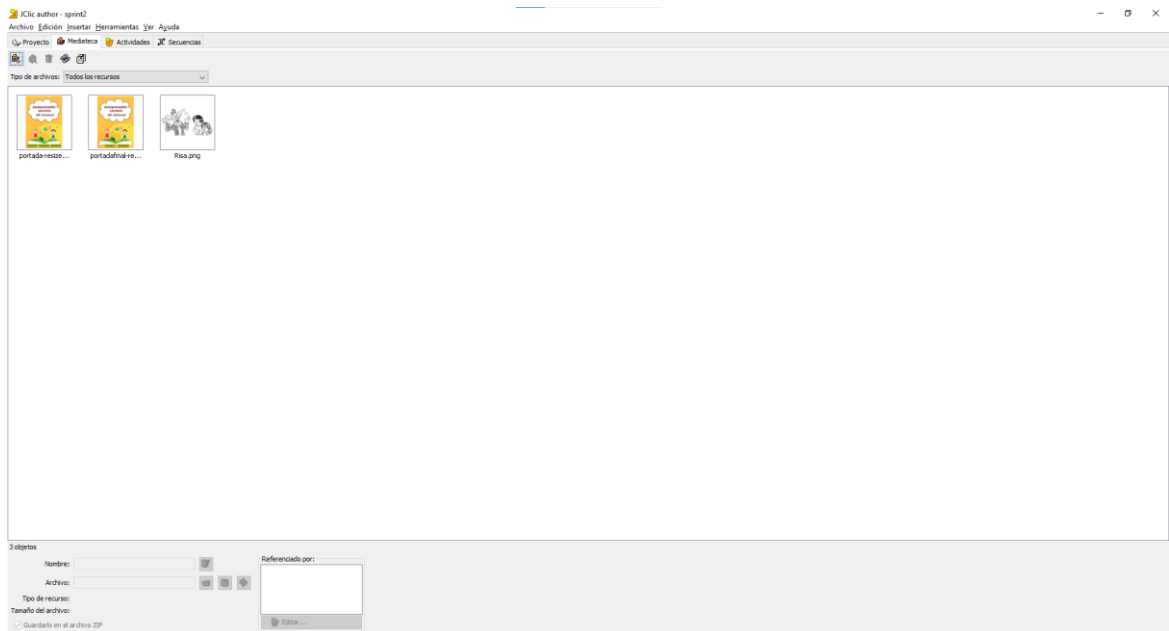 JClic author - sprint2
Archivo Edición Insertar Herramientas Ver Ayuda
Proyecto Mediateca Actividades Secuencias
Tipo de archivos: Todos los recursos
portada-resize... portadafinal-re... Risa.png
3 objetos
Nombre:
Archivo:
Tipo de recurso:
Tamaño del archivo:
Guardarlo en el archivo ZIP
Referenciado por:
Editar ...